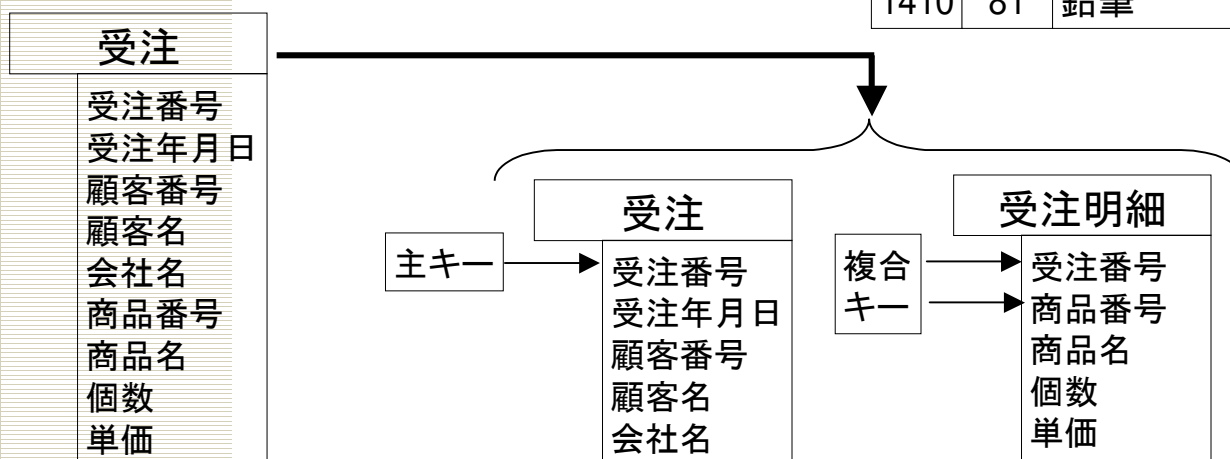 1410 81 鉛筆
受注
受注番号
受注年月日
顧客番号
顧客名
会社名
商品番号
商品名
個数
単価
主キー
受注
受注番号
受注年月日
顧客番号
顧客名
会社名
複合
キー
受注明細
受注番号
商品番号
商品名
個数
単価